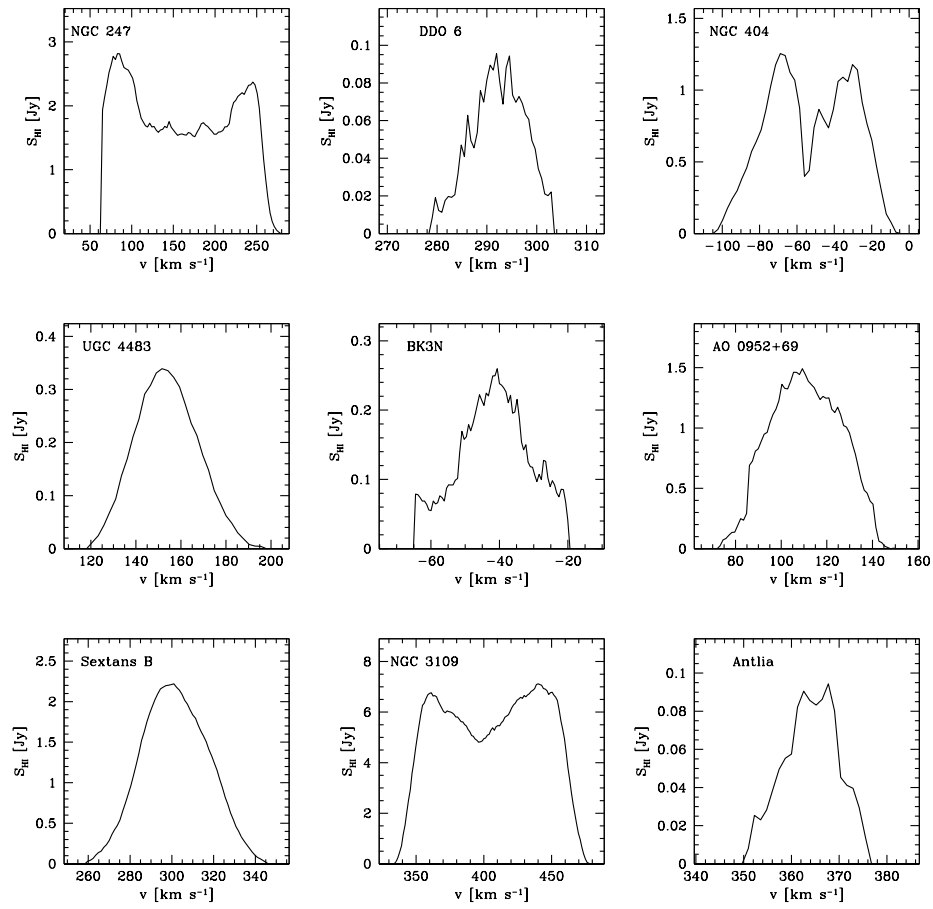 NGC 247
3
2
1
0
S_HI [Jy]
50 100 150 200 250
v [km s⁻¹]
DDO 6
0.1
0.08
0.06
0.04
0.02
0
S_HI [Jy]
270 280 290 300 310
v [km s⁻¹]
NGC 404
1.5
1
0.5
0
S_HI [Jy]
−100 −80 −60 −40 −20 0
v [km s⁻¹]
UGC 4483
0.4
0.3
0.2
0.1
0
S_HI [Jy]
120 140 160 180 200
v [km s⁻¹]
BK3N
0.3
0.2
0.1
0
S_HI [Jy]
−60 −40 −20
v [km s⁻¹]
AO 0952+69
1.5
1
0.5
0
S_HI [Jy]
80 100 120 140 160
v [km s⁻¹]
Sextans B
2.5
2
1.5
1
0.5
0
S_HI [Jy]
260 280 300 320 340
v [km s⁻¹]
NGC 3109
8
6
4
2
0
S_HI [Jy]
350 400 450
v [km s⁻¹]
Antlia
0.1
0.08
0.06
0.04
0.02
0
S_HI [Jy]
340 350 360 370 380
v [km s⁻¹]